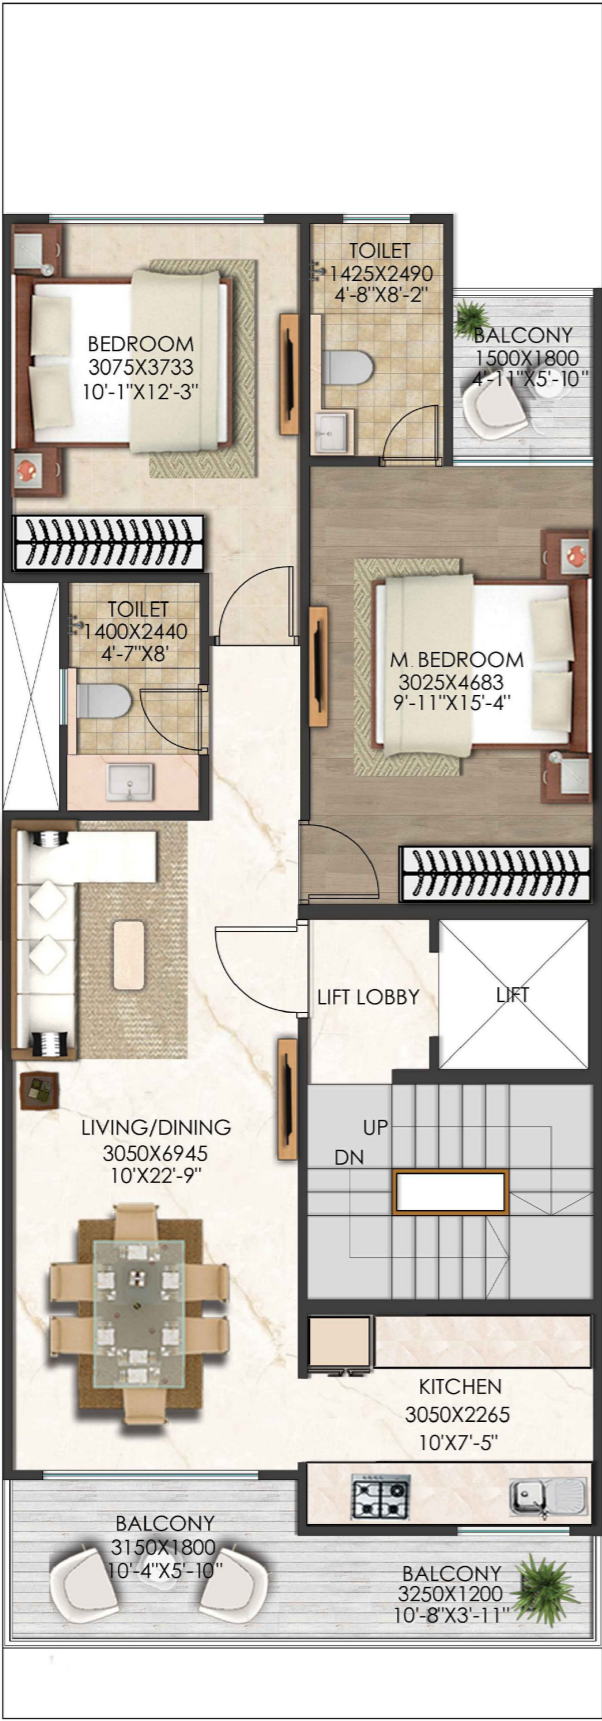 TOILET
1425X2490
4'-8"X8'-2"
BALCONY
1500X1800
4'-11"X5'-10"
BEDROOM
3075X3733
10'-1"X12'-3"
TOILET
1400X2440
4'-7"X8'
M. BEDROOM
3025X4683
9'-11"X15'-4"
LIFT LOBBY
LIFT
LIVING/DINING
3050X6945
10'X22'-9"
UP
DN
KITCHEN
3050X2265
10'X7'-5"
BALCONY
3150X1800
10'-4"X5'-10"
BALCONY
3250X1200
10'-8"X3'-11"